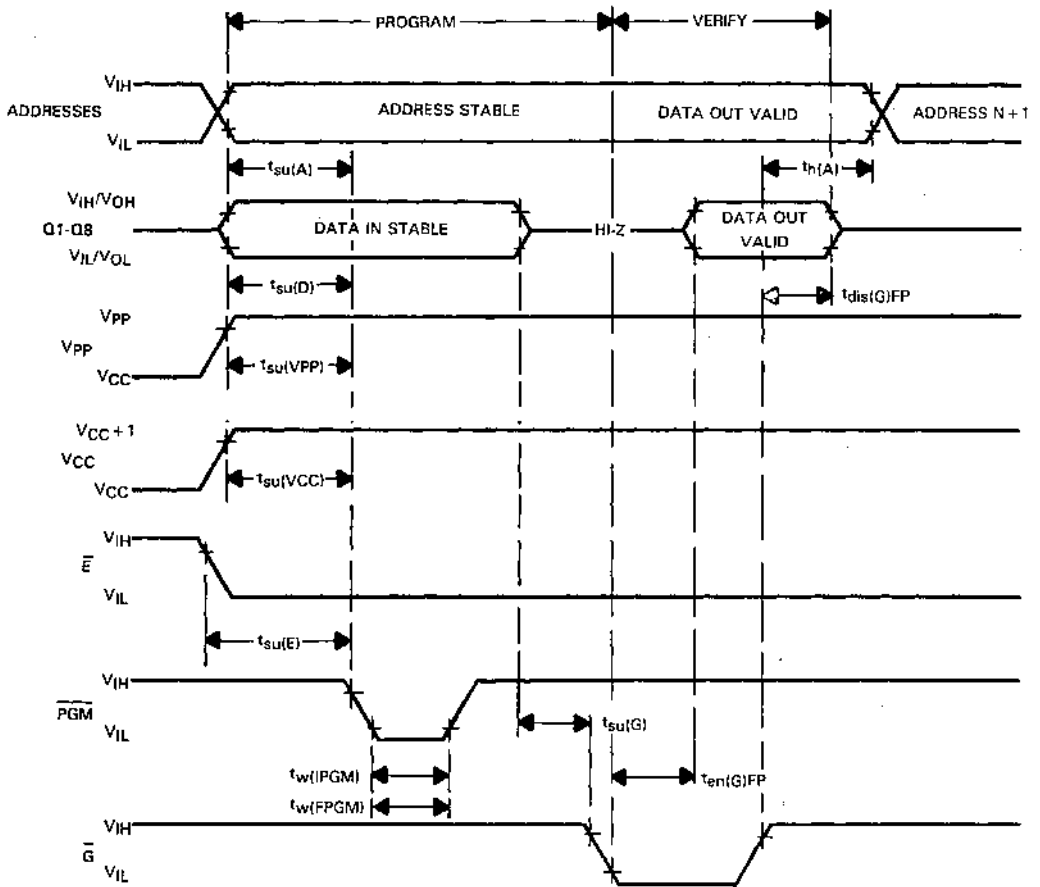 PROGRAM
VERIFY
VIH
ADDRESSES
ADDRESS STABLE
DATA OUT VALID
ADDRESS N+1
VIL
tsu(A)
th(A)
VIH/VOH
Q1-Q8
DATA IN STABLE
HI-Z
DATA OUT
VALID
VIL/VOL
tsu(D)
tdis(G)FP
VPP
VPP
tsu(VPP)
VCC
VCC+1
VCC
tsu(VCC)
VCC
VIH
E
VIL
tsu(E)
VIH
PGM
tsu(G)
VIL
tw(IPGM)
ten(G)FP
tw(FPGM)
VIH
G
VIL